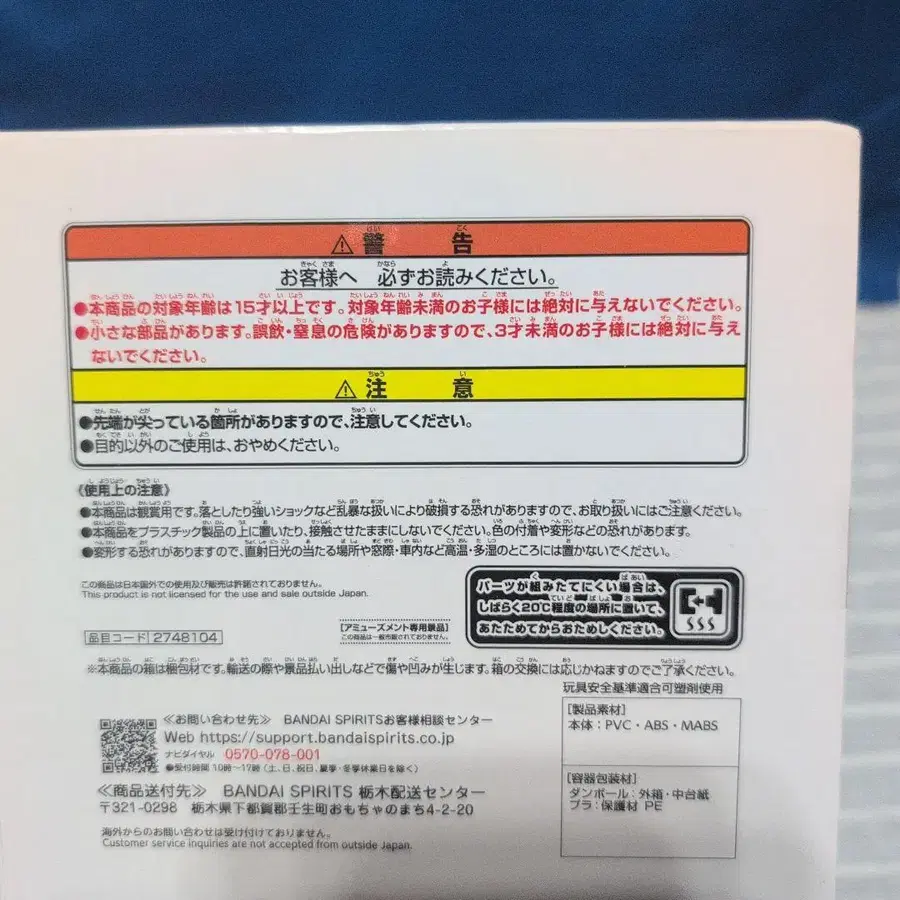 ⚠警 告
お客様へ 必ずお読みください。
●本商品の対象年齢は15才以上です。対象年齢未満のお子様には絶対に与えないでください。
●小さな部品があります。誤飲・窒息の危険がありますので、3才未満のお子様には絶対に与え
ないでください。
⚠注 意
●先端が尖っている箇所がありますので、注意してください。
●目的以外のご使用は、おやめください。
《使用上の注意》
●本商品は観賞用です。落としたり強いショックなど乱暴な扱いにより破損する恐れがありますので、お取り扱いにはご注意ください。
●本商品をプラスチック製品の上に置いたり、接触させたままにしないでください。色の付着や変形などの恐れがあります。
●変形する恐れがありますので、直射日光の当たる場所や窓際・車内など高温・多湿のところには置かないでください。
この商品は日本国外での使用及び販売は許諾されておりません。
This product is not licensed for the use and sale outside Japan.
パーツが組みたてにくい場合は、
しばらく20℃程度の場所に置いて、
あたためてからおためしください。
品目コード 2748104
[アミューズメント専用景品]
この商品は一般市販されておりません。
※本商品の箱は梱包材です。輸送の際や景品払い出しなどで傷や凹みが生じます。箱の交換には応じかねますのでご了承ください。
玩具安全基準適合可塑剤使用
[製品素材]
本体:PVC・ABS・MABS
[容器包装材]
ダンボール:外箱・中台紙
プラ:保護材 PE
≪お問い合わせ先≫ BANDAI SPIRITSお客様相談センター
Web https://support.bandaispirits.co.jp
ナビダイヤル 0570-078-001
●受付時間 10時〜17時(土、日、祝日、夏季・冬季休業日を除く)
≪商品送付先≫ BANDAI SPIRITS 栃木配送センター
〒321-0298 栃木県下都賀郡壬生町おもちゃのまち4-2-20
海外からのお問い合わせは受け付けておりません。
Customer service inquiries are not accepted from outside Japan.